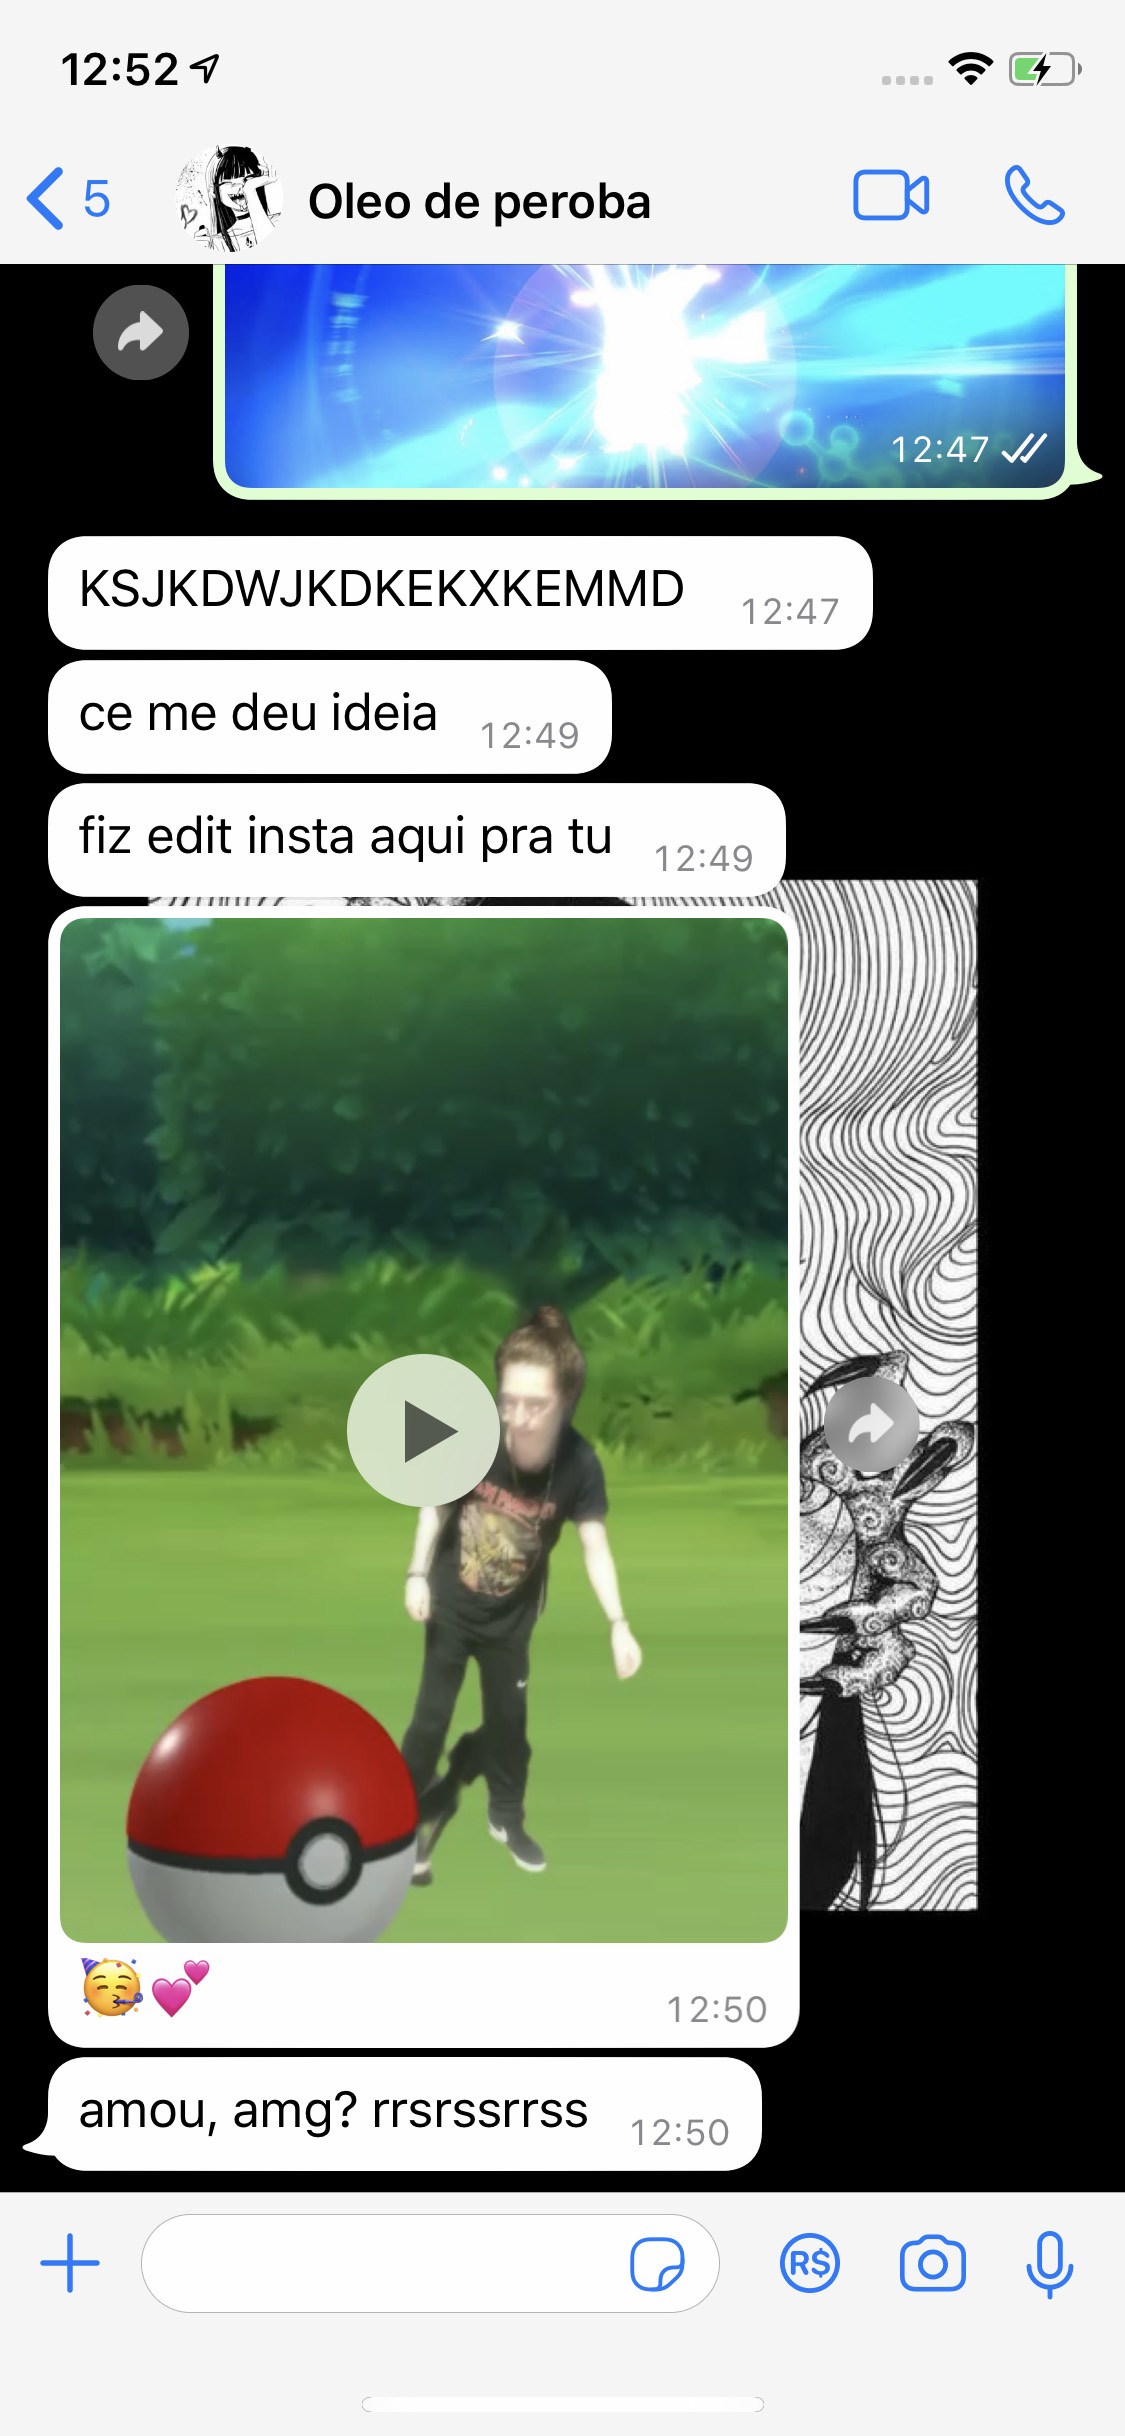 12:52
5
Oleo de peroba
12:47
KSJKDWJKDKEKXKEMMD 12:47
ce me deu ideia 12:49
fiz edit insta aqui pra tu 12:49
🥳💕 12:50
amou, amg? rrsrssrrss 12:50
R$